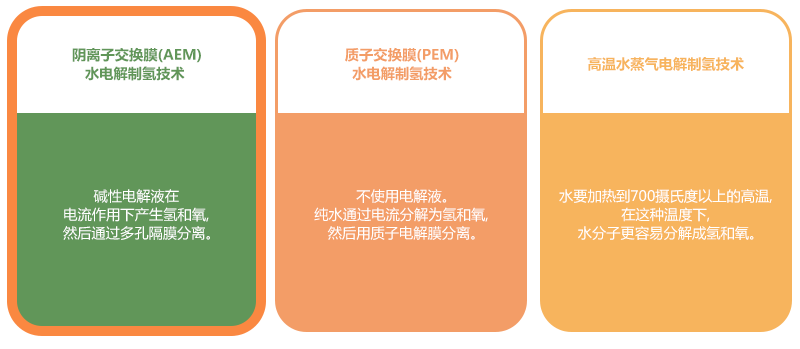 阴离子交换膜(AEM)
水电解制氢技术
碱性电解液在
电流作用下产生氢和氧,
然后通过多孔隔膜分离。
质子交换膜(PEM)
水电解制氢技术
不使用电解液。
纯水通过电流分解为氢和氧,
然后用质子电解膜分离。
高温水蒸气电解制氢技术
水要加热到700摄氏度以上的高温,
在这种温度下,
水分子更容易分解成氢和氧。